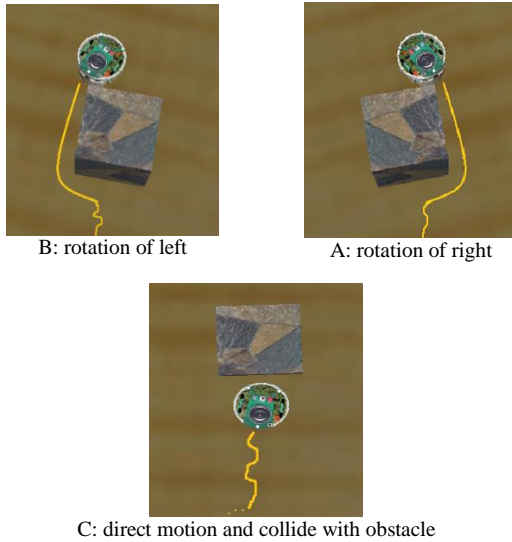 B: rotation of left
A: rotation of right
C: direct motion and collide with obstacle